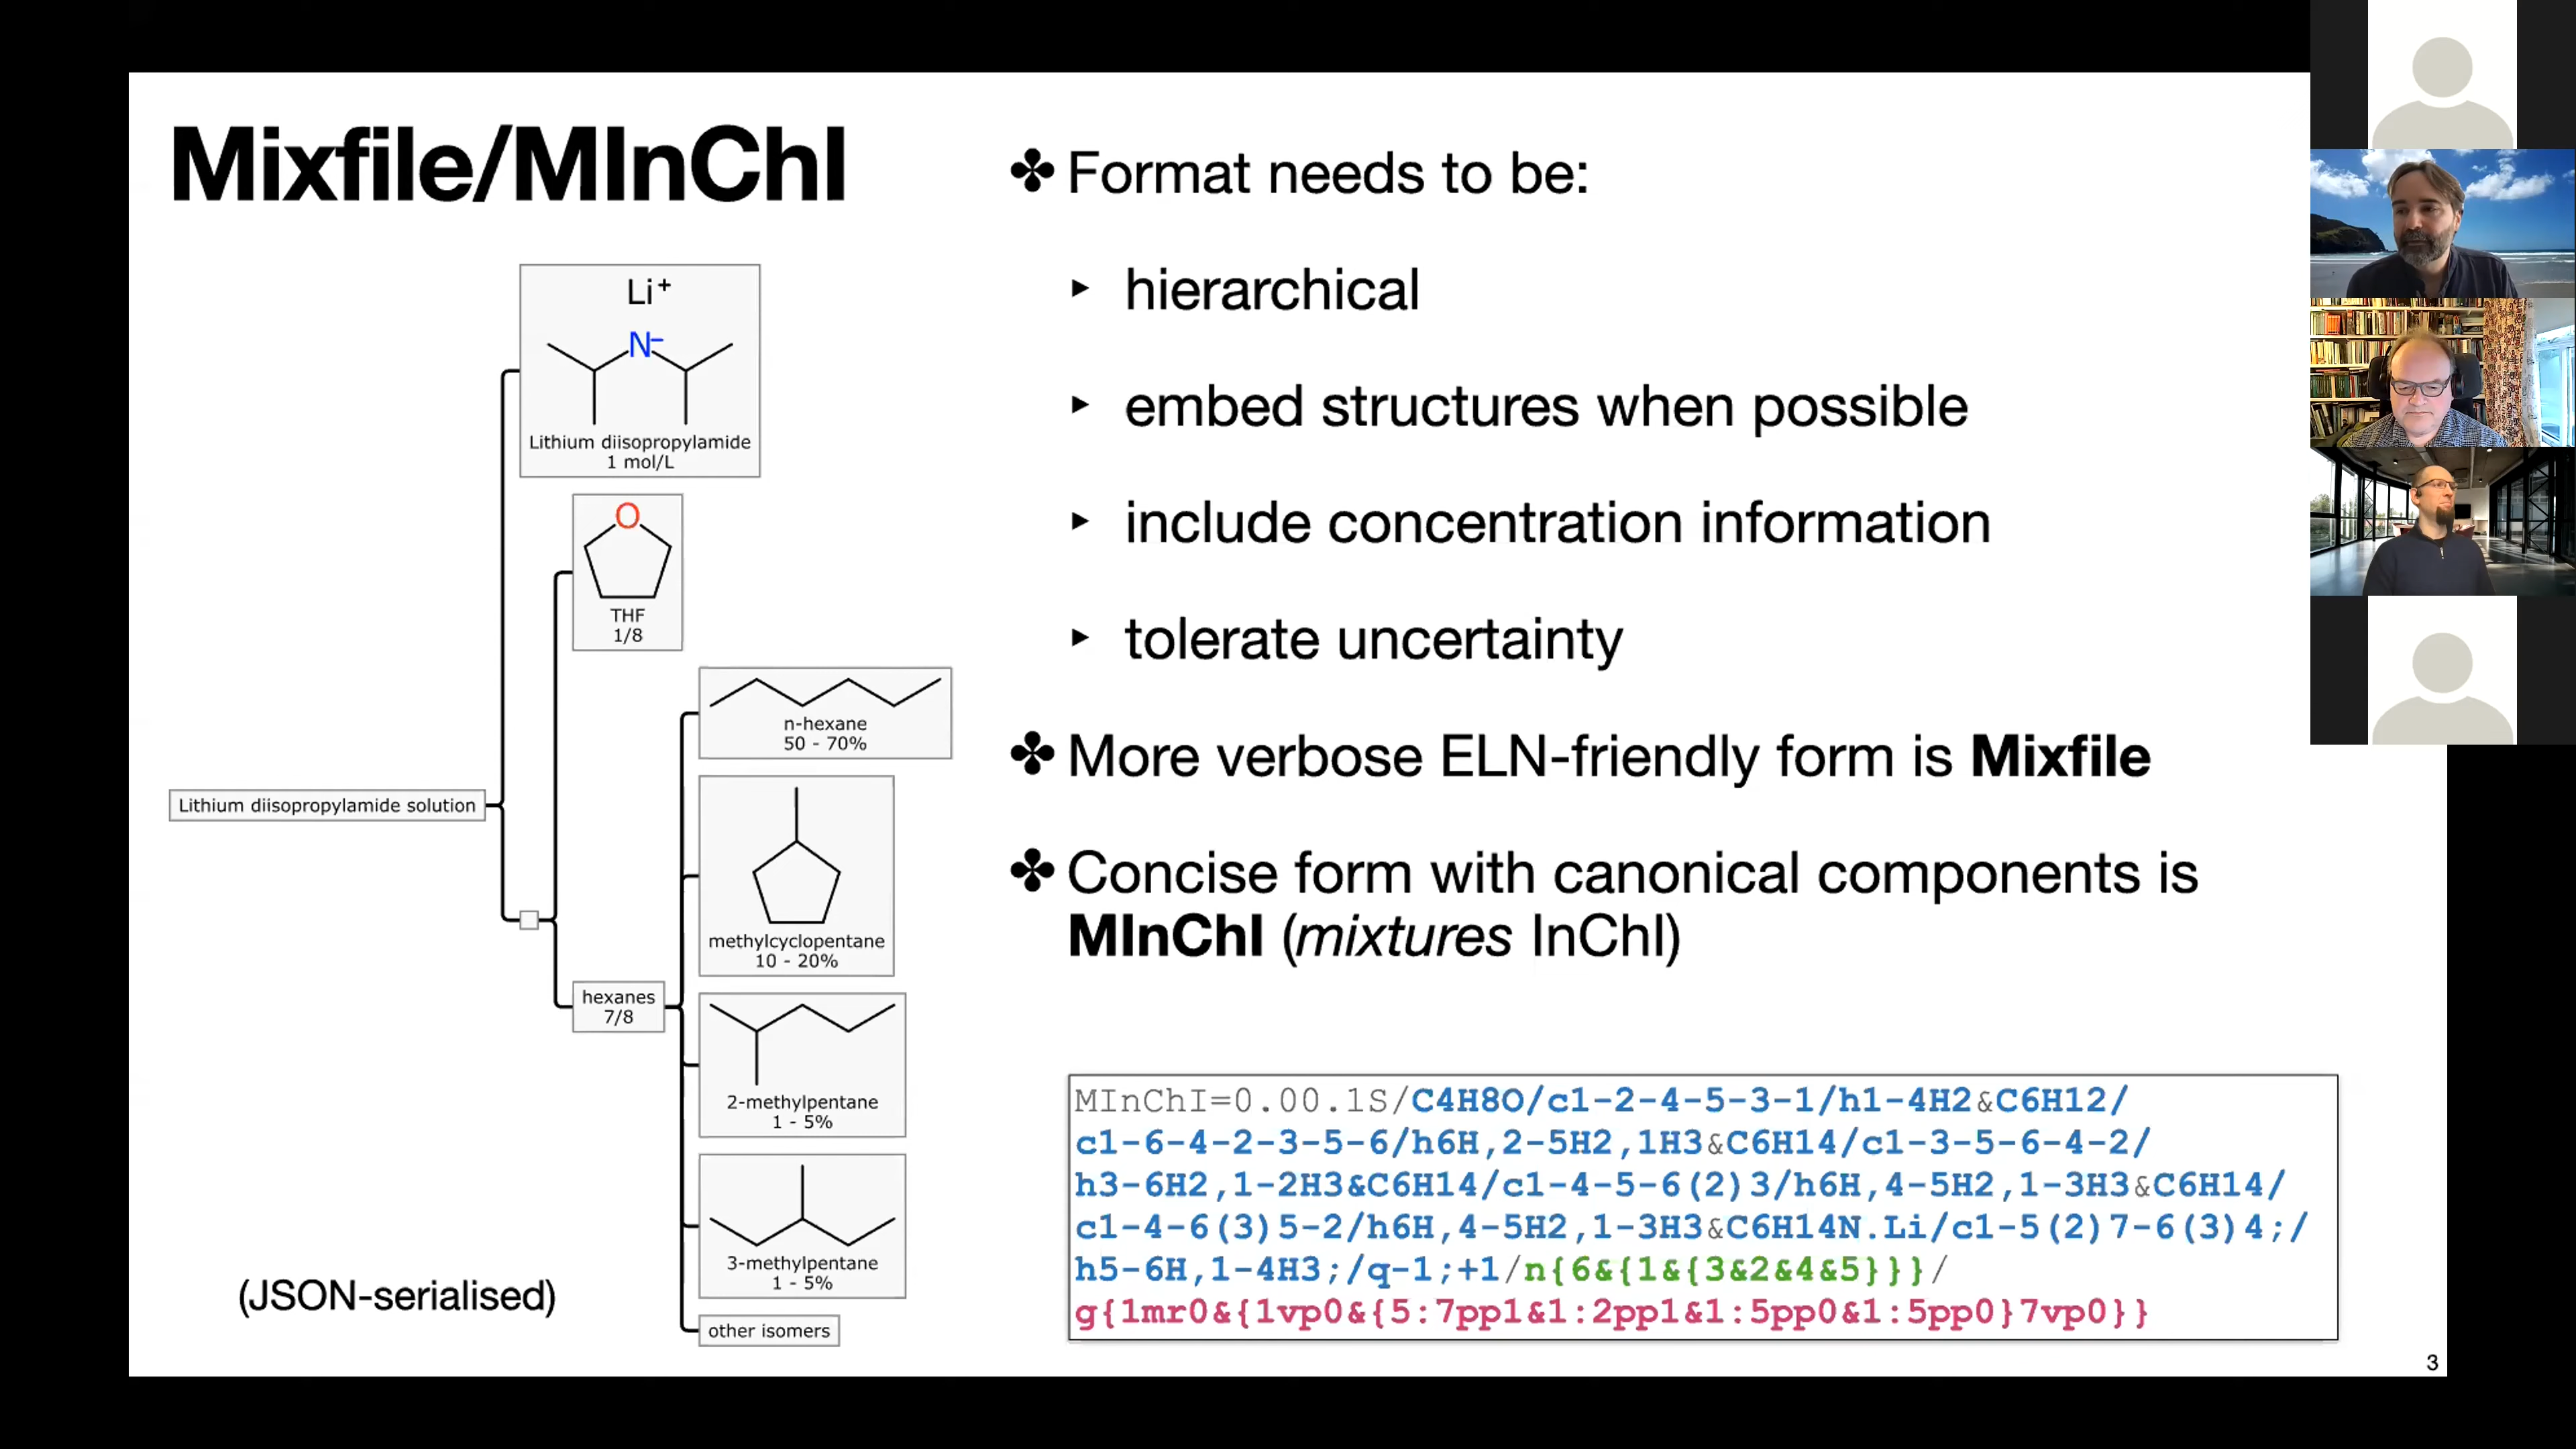 Mixfile/MInChI
Li+
N−
Lithium diisopropylamide
1 mol/L
O
THF
1/8
n-hexane
50 - 70%
Lithium diisopropylamide solution
methylcyclopentane
10 - 20%
hexanes
7/8
2-methylpentane
1 - 5%
3-methylpentane
1 - 5%
other isomers
(JSON-serialised)
✤ Format needs to be:
‣ hierarchical
‣ embed structures when possible
‣ include concentration information
‣ tolerate uncertainty
✤ More verbose ELN-friendly form is Mixfile
✤ Concise form with canonical components is
MInChI (mixtures InChI)
MInChI=0.00.1S/C4H8O/c1-2-4-5-3-1/h1-4H2&C6H12/
c1-6-4-2-3-5-6/h6H,2-5H2,1H3&C6H14/c1-3-5-6-4-2/
h3-6H2,1-2H3&C6H14/c1-4-5-6(2)3/h6H,4-5H2,1-3H3&C6H14/
c1-4-6(3)5-2/h6H,4-5H2,1-3H3&C6H14N.Li/c1-5(2)7-6(3)4;/
h5-6H,1-4H3;/q-1;+1/n{6&{1&{3&2&4&5}}}/
g{1mr0&{1vp0&{5:7pp1&1:2pp1&1:5pp0&1:5pp0}7vp0}}
3